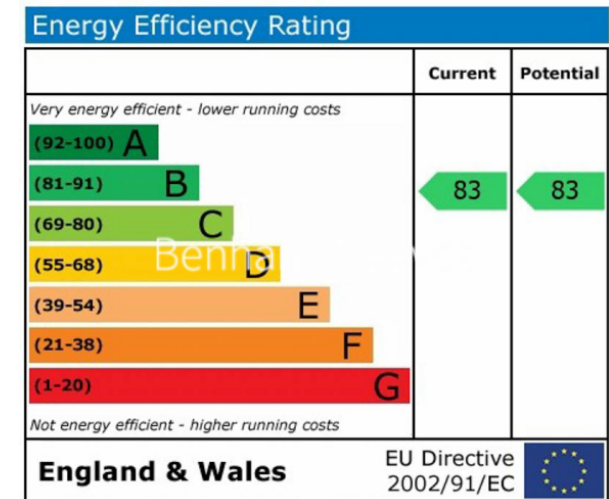 Energy Efficiency Rating
Current Potential
Very energy efficient - lower running costs
(92-100) A
(81-91) B 83 83
(69-80) C
(55-68) D
(39-54) E
(21-38) F
(1-20) G
Not energy efficient - higher running costs
England & Wales
EU Directive
2002/91/EC